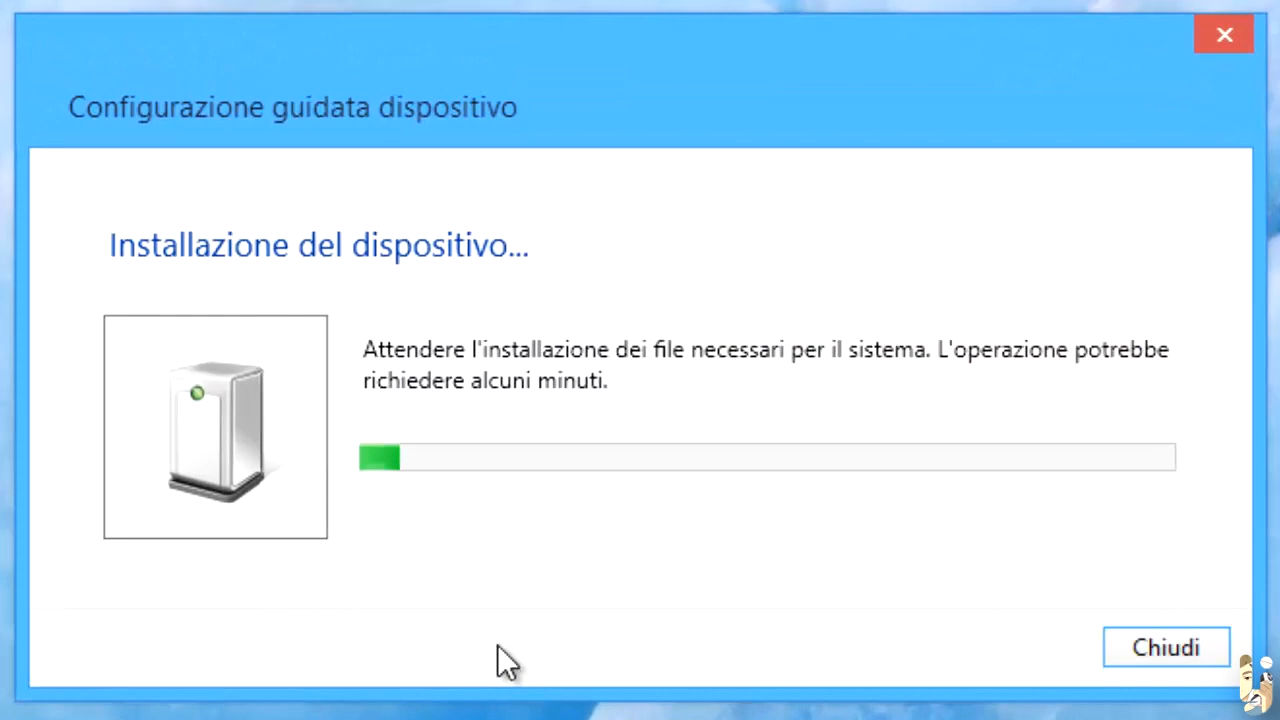 Configurazione guidata dispositivo
Installazione del dispositivo...
Attendere l'installazione dei file necessari per il sistema. L'operazione potrebbe
richiedere alcuni minuti.
Chiudi